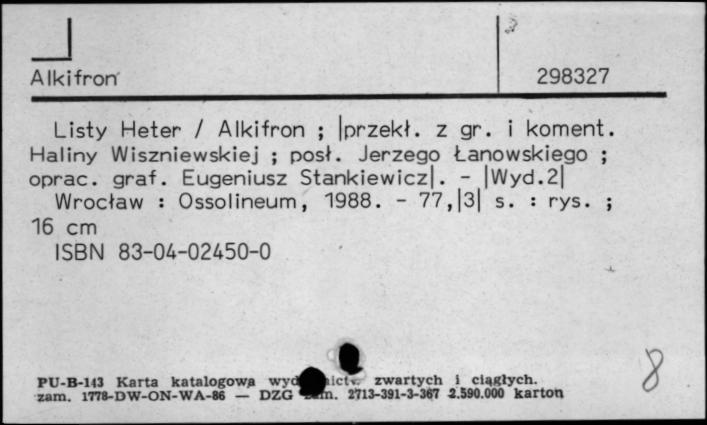 Alkifron
298327
Listy Heter / Alkifron ; |przekł. z gr. i koment.
Haliny Wiszniewskiej ; posł. Jerzego Łanowskiego ;
oprac. graf. Eugeniusz Stankiewicz|. - |Wyd.2|
Wrocław : Ossolineum, 1988. - 77,|3| s. : rys. ;
16 cm
ISBN 83-04-02450-0
8
PU-B-143 Karta katalogowa zwartych i ciągłych.
zam. 1778-DW-ON-WA-86 — DZG 2713-391-3-367 2.590.000 karton